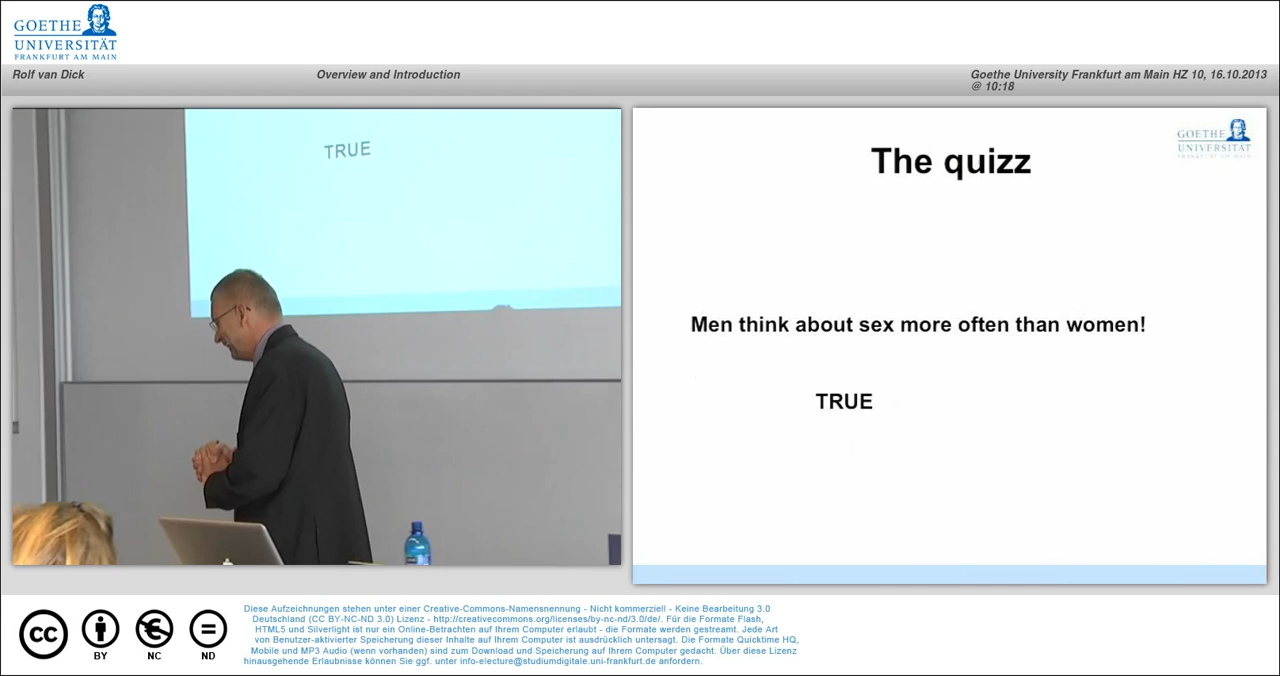 GOETHE
UNIVERSITÄT
FRANKFURT AM MAIN
Rolf van Dick
Overview and Introduction
Goethe University Frankfurt am Main HZ 10, 16.10.2013
@ 10:18
TRUE
GOETHE
UNIVERSITÄT
FRANKFURT AM MAIN
The quizz
Men think about sex more often than women!
TRUE
cc
BY
NC
ND
Diese Aufzeichnungen stehen unter einer Creative-Commons-Namensnennung - Nicht kommerziell - Keine Bearbeitung 3.0
Deutschland (CC BY-NC-ND 3.0) Lizenz - http://creativecommons.org/licenses/by-nc-nd/3.0/de/. Für die Formate Flash,
HTML5 und Silverlight ist nur ein Online-Betrachten auf Ihrem Computer erlaubt - die Formate werden gestreamt. Jede Art
von Benutzer-aktivierter Speicherung dieser Inhalte auf Ihrem Computer ist ausdrücklich untersagt. Die Formate Quicktime HQ,
Mobile und MP3 Audio (wenn vorhanden) sind zum Download und Speicherung auf Ihrem Computer gedacht. Über diese Lizenz
hinausgehende Erlaubnisse können Sie ggf. unter info-electure@studiumdigitale.uni-frankfurt.de anfordern.